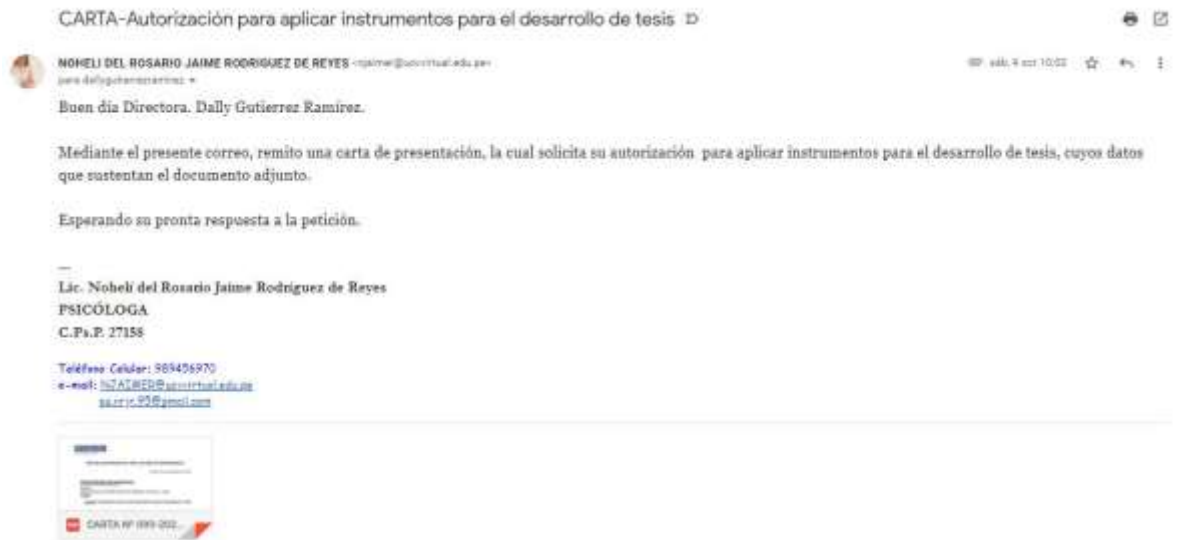 CARTA-Autorización para aplicar instrumentos para el desarrollo de tesis
NOHELI DEL ROSARIO JAIME RODRIGUEZ DE REYES
Buen día Directora. Dally Gutierrez Ramírez.
Mediante el presente correo, remito una carta de presentación, la cual solicita su autorización para aplicar instrumentos para el desarrollo de tesis, cuyos datos
que sustentan el documento adjunto.
Esperando su pronta respuesta a la petición.
—
Lic. Nohelí del Rosario Jaime Rodriguez de Reyes
PSICÓLOGA
C.Ps.P. 27158
Teléfono Celular: 989456970
e-mail:
CARTA Nº